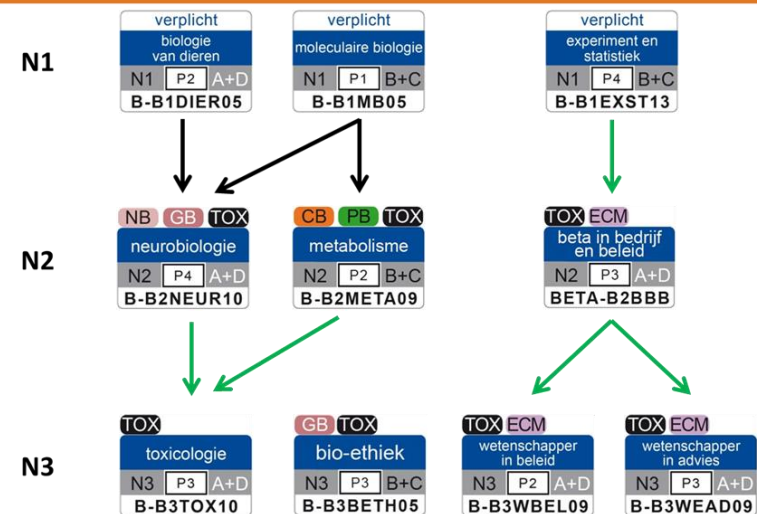 N1
verplicht
biologie
van dieren
N1 P2 A+D
B-B1DIER05
verplicht
moleculaire biologie
N1 P1 B+C
B-B1MB05
verplicht
experiment en
statistiek
N1 P4 B+C
B-B1EXST13
N2
NB GB TOX
neurobiologie
N2 P4 A+D
B-B2NEUR10
CB PB TOX
metabolisme
N2 P2 B+C
B-B2META09
TOX ECM
beta in bedrijf
en beleid
N2 P3 A+D
BETA-B2BBB
N3
TOX
toxicologie
N3 P3 A+D
B-B3TOX10
GB TOX
bio-ethiek
N3 P3 B+C
B-B3BETH05
TOX ECM
wetenschapper
in beleid
N3 P2 A+D
B-B3WBEL09
TOX ECM
wetenschapper
in advies
N3 P3 A+D
B-B3WEAD09